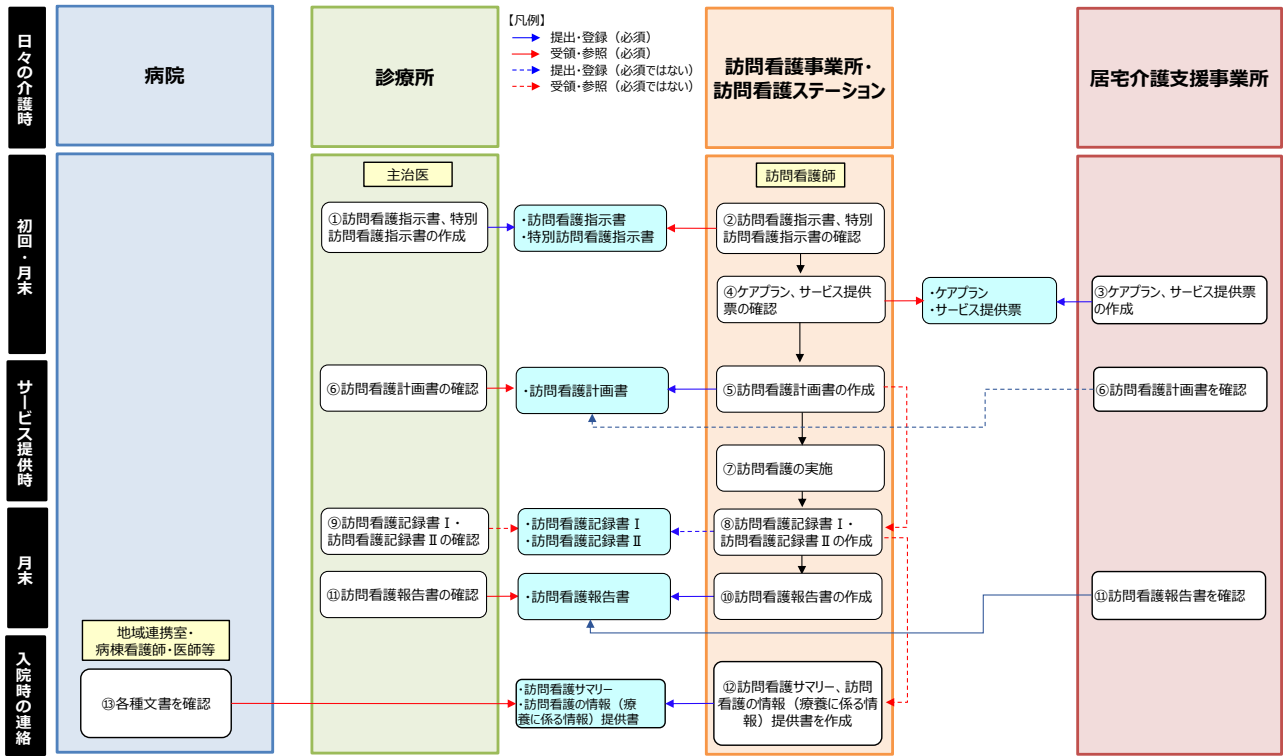 日々の介護時
病院
診療所
【凡例】
提出・登録（必須）
受領・参照（必須）
提出・登録（必須ではない）
受領・参照（必須ではない）
訪問看護事業所・
訪問看護ステーション
居宅介護支援事業所
初回・月末
主治医
訪問看護師
①訪問看護指示書、特別
訪問看護指示書の作成
・訪問看護指示書
・特別訪問看護指示書
②訪問看護指示書、特別
訪問看護指示書の確認
④ケアプラン、サービス提供
票の確認
・ケアプラン
・サービス提供票
③ケアプラン、サービス提供票
の作成
サービス提供時
⑥訪問看護計画書の確認
・訪問看護計画書
⑤訪問看護計画書の作成
⑥訪問看護計画書を確認
⑦訪問看護の実施
月末
⑨訪問看護記録書Ⅰ・
訪問看護記録書Ⅱの確認
・訪問看護記録書Ⅰ
・訪問看護記録書Ⅱ
⑧訪問看護記録書Ⅰ・
訪問看護記録書Ⅱの作成
⑪訪問看護報告書の確認
・訪問看護報告書
⑩訪問看護報告書の作成
⑪訪問看護報告書を確認
入院時の連絡
地域連携室・
病棟看護師・医師等
⑬各種文書を確認
・訪問看護サマリー
・訪問看護の情報（療
養に係る情報）提供書
⑫訪問看護サマリー、訪問
看護の情報（療養に係る情
報）提供書を作成